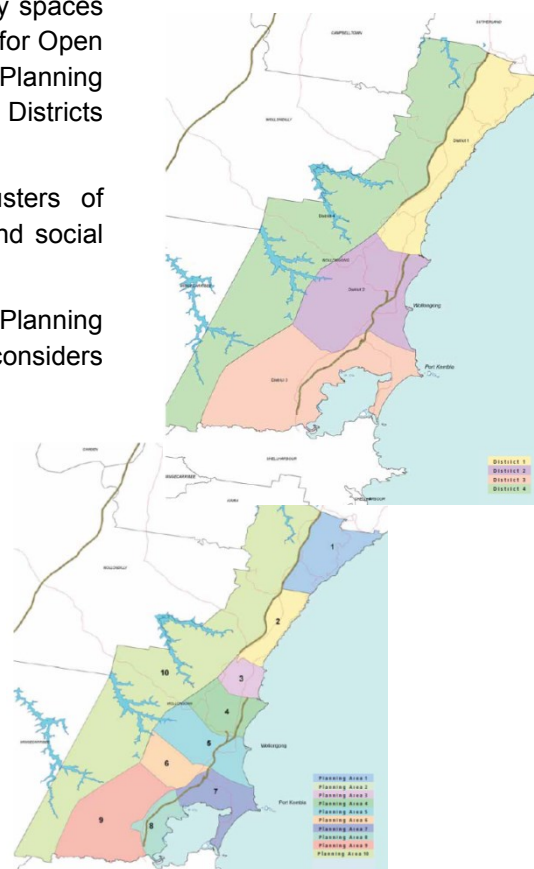 y spaces
for Open
Planning
Districts
usters of
nd social
Planning
considers
CAMPBELLTOWN
SUTHERLAND
WOLLONDILLY
District 1
District 4
WOLLONGONG
District 2
Wollongong
District 3
Port Kembla
SHELLHARBOUR
KIAMA
District 1
District 2
District 3
District 4
WOLLONDILLY
1
2
3
10
4
5
Wollongong
6
7
Port Kembla
9
8
Planning Area 1
Planning Area 2
Planning Area 3
Planning Area 4
Planning Area 5
Planning Area 6
Planning Area 7
Planning Area 8
Planning Area 9
Planning Area 10